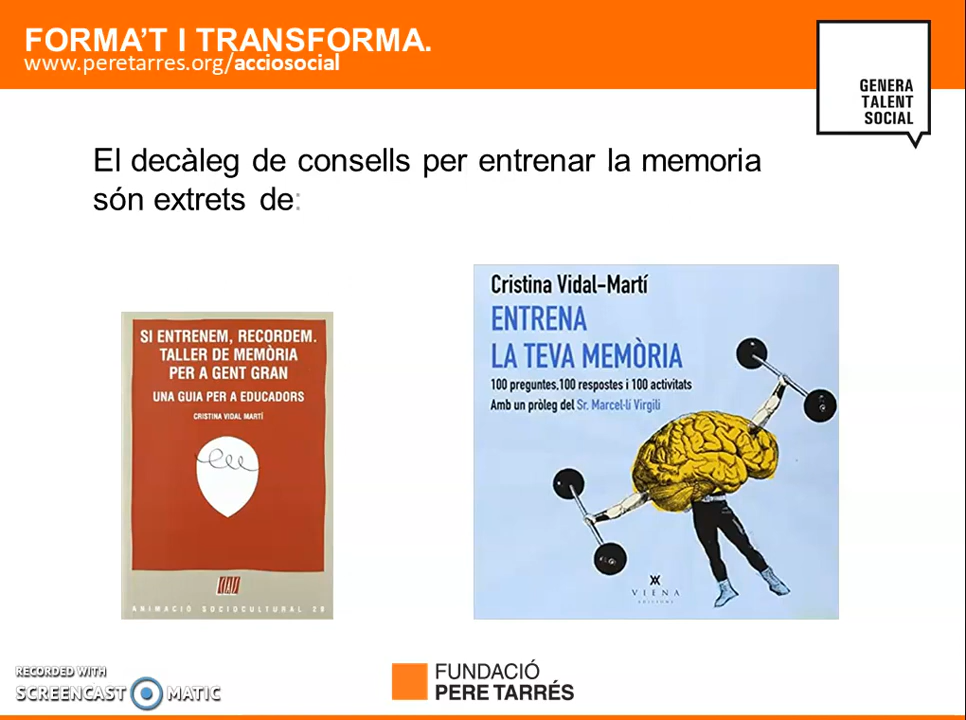 FORMA’T I TRANSFORMA.
www.peretarres.org/acciosocial
GENERA
TALENT
SOCIAL
El decàleg de consells per entrenar la memoria
són extrets de:
SI ENTRENEM, RECORDEM.
TALLER DE MEMÒRIA
PER A GENT GRAN
UNA GUIA PER A EDUCADORS
CRISTINA VIDAL MARTÍ
ANIMACIÓ SOCIOCULTURAL 29
Cristina Vidal-Martí
ENTRENA
LA TEVA MEMÒRIA
100 preguntes, 100 respostes i 100 activitats
Amb un pròleg del Sr. Marcel·lí Virgili
VIENA
EDICIONS
RECORDED WITH
SCREENCAST MATIC
FUNDACIÓ
PERE TARRÉS